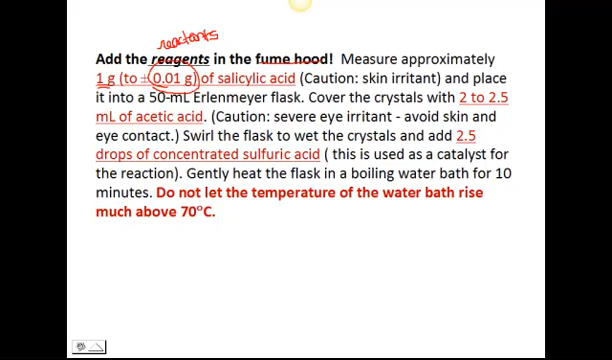 reactants
Add the reagents in the fume hood! Measure approximately
1 g (to ± 0.01 g) of salicylic acid (Caution: skin irritant) and place
it into a 50-mL Erlenmeyer flask. Cover the crystals with 2 to 2.5
mL of acetic acid. (Caution: severe eye irritant - avoid skin and
eye contact.) Swirl the flask to wet the crystals and add 2.5
drops of concentrated sulfuric acid ( this is used as a catalyst for
the reaction). Gently heat the flask in a boiling water bath for 10
minutes. Do not let the temperature of the water bath rise
much above 70°C.